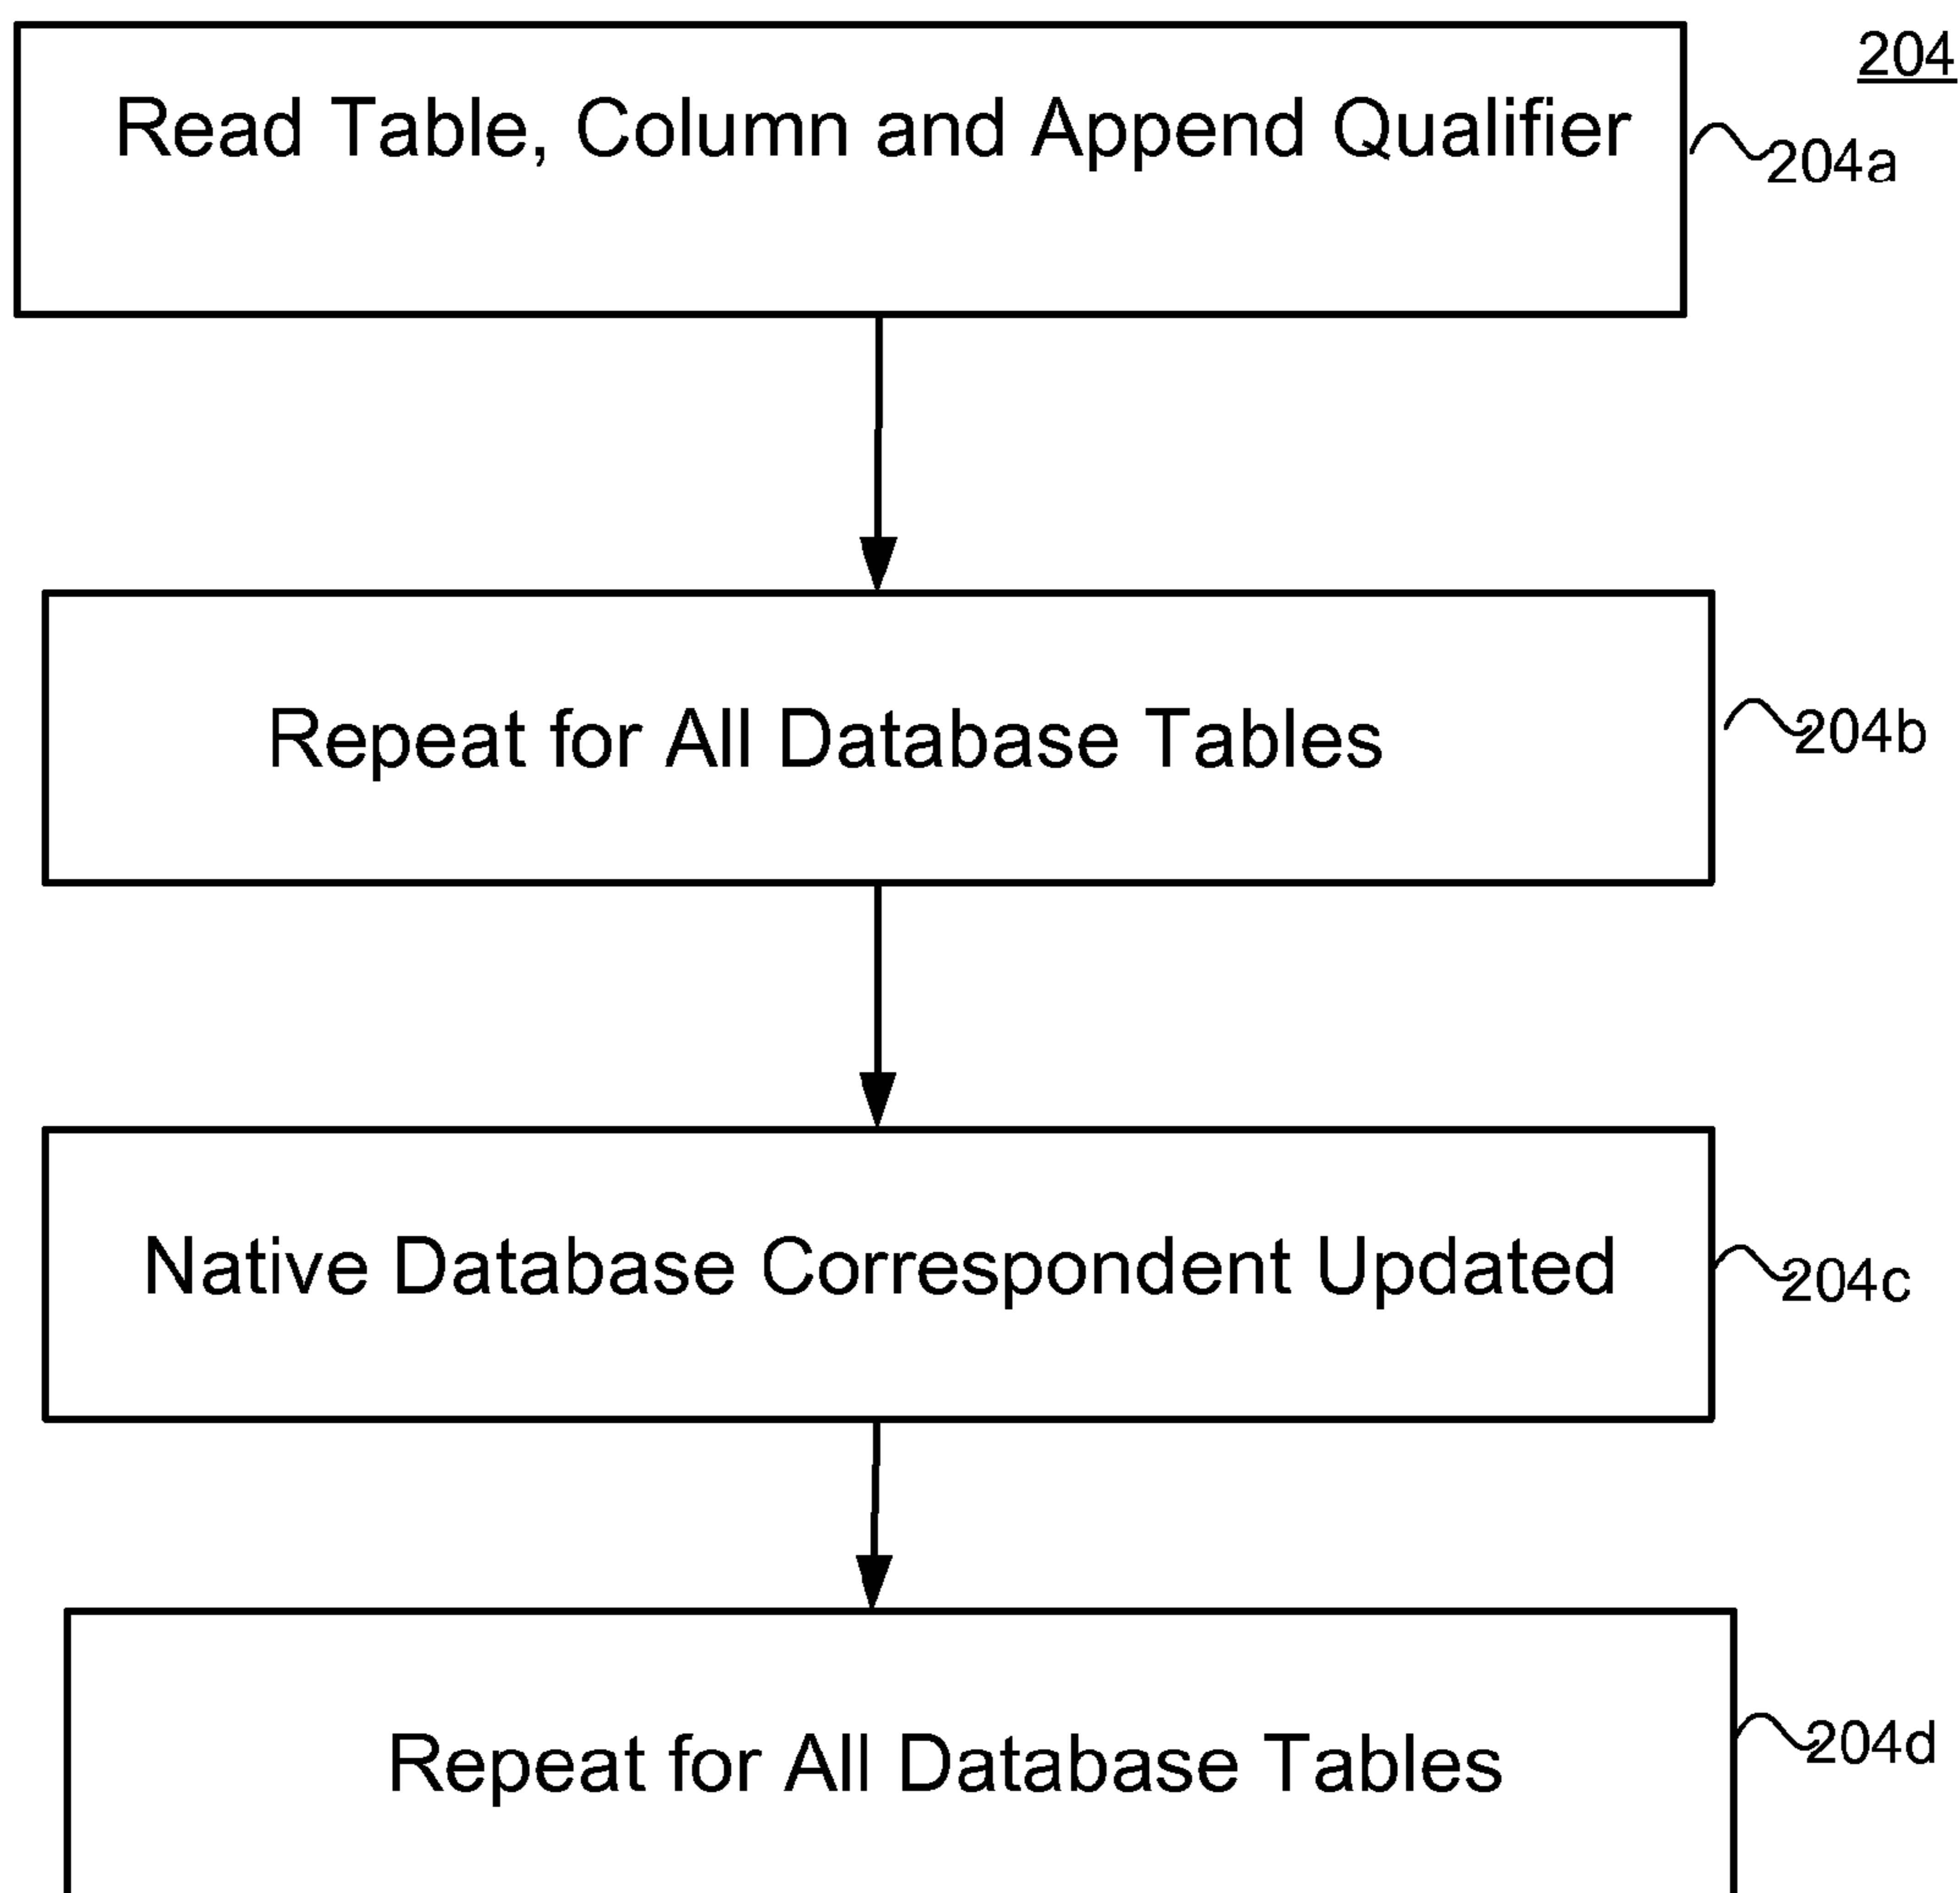 204
Read Table, Column and Append Qualifier
204a
Repeat for All Database Tables
204b
Native Database Correspondent Updated
204c
Repeat for All Database Tables
204d